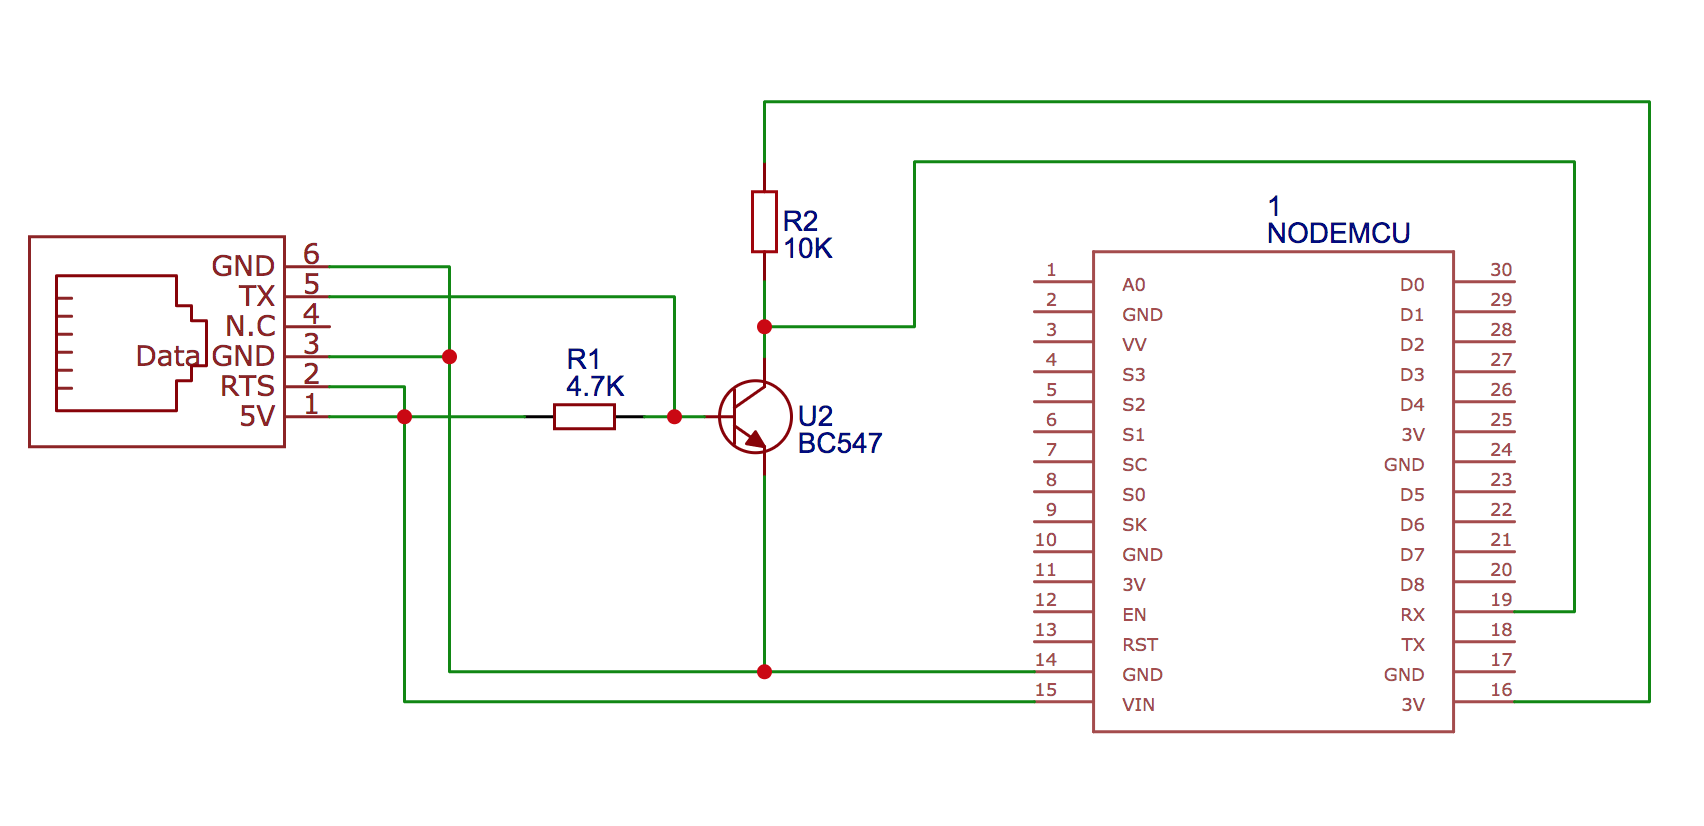 GND 6
TX 5
N.C 4
Data GND 3
RTS 2
5V 1
R1
4.7K
R2
10K
U2
BC547
1
NODEMCU
1 A0 D0 30
2 GND D1 29
3 VV D2 28
4 S3 D3 27
5 S2 D4 26
6 S1 3V 25
7 SC GND 24
8 S0 D5 23
9 SK D6 22
10 GND D7 21
11 3V D8 20
12 EN RX 19
13 RST TX 18
14 GND GND 17
15 VIN 3V 16